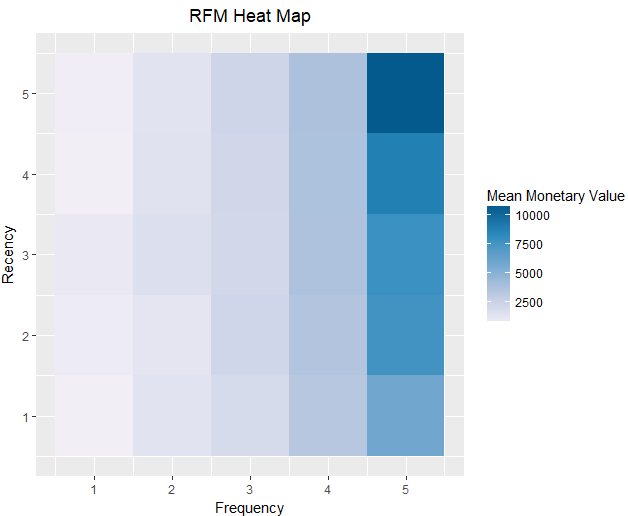 RFM Heat Map
Recency
5
4
3
2
1
1 2 3 4 5
Frequency
Mean Monetary Value
10000
7500
5000
2500